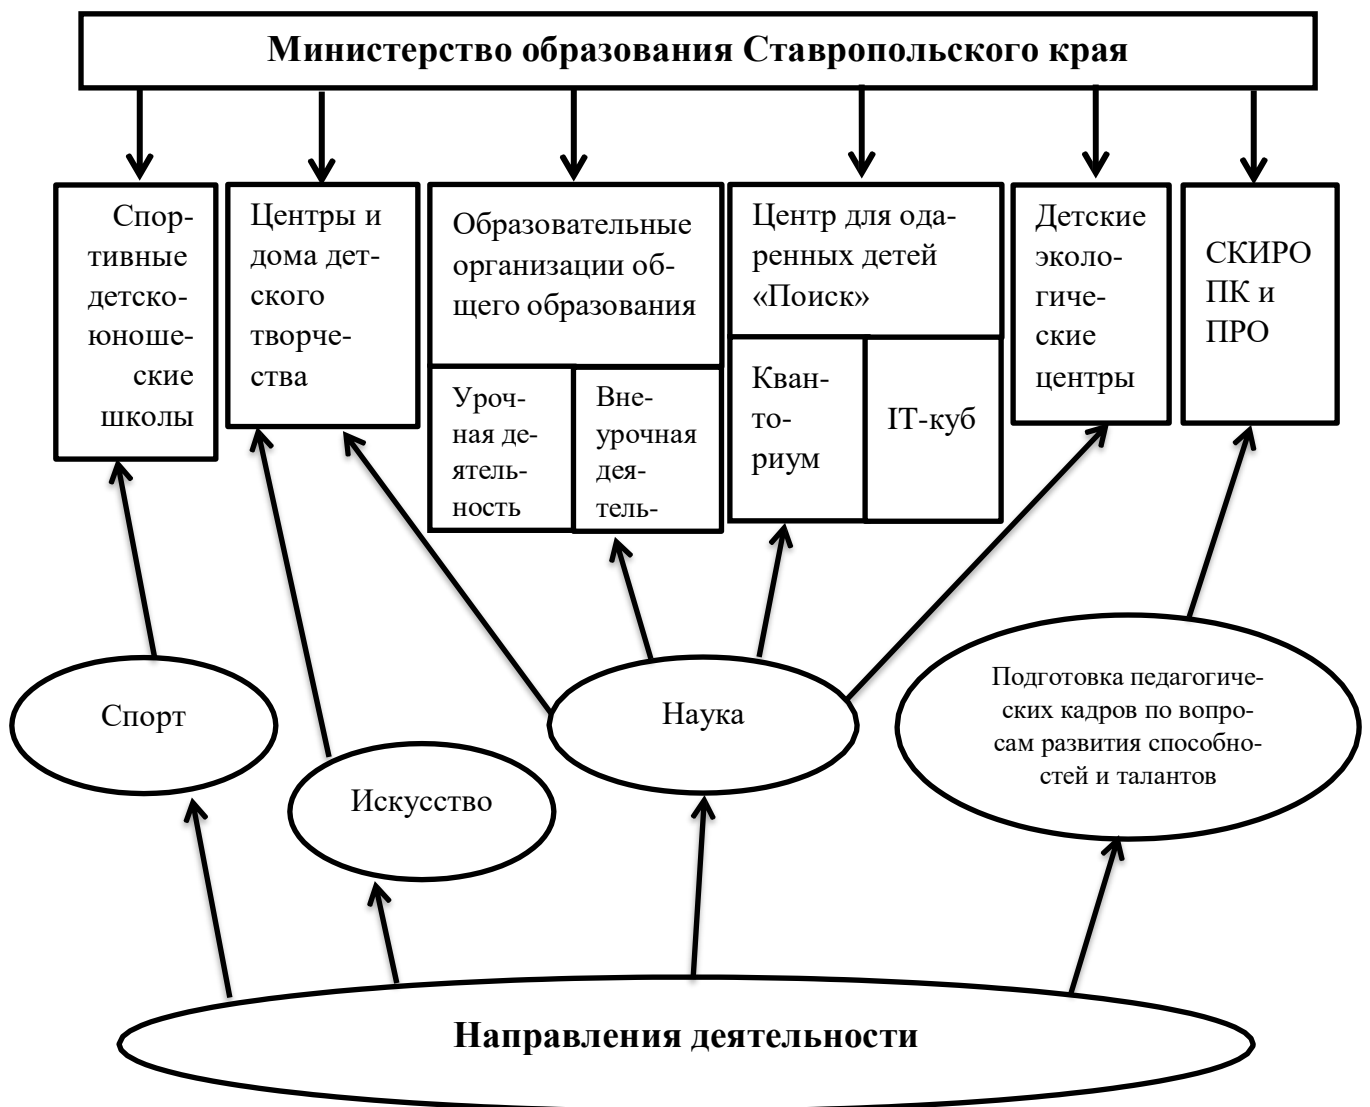 Министерство образования Ставропольского края
Спор-
тивные
детско-
юноше-
ские
школы
Центры и
дома дет-
ского
творче-
ства
Образовательные
организации об-
щего образования
Уроч-
ная де-
ятель-
ность
Вне-
урочная
дея-
тель-
Центр для ода-
ренных детей
«Поиск»
Кван-
то-
риум
IT-куб
Детские
эколо-
гиче-
ские
центры
СКИРО
ПК и
ПРО
Спорт
Искусство
Наука
Подготовка педагогиче-
ских кадров по вопро-
сам развития способно-
стей и талантов
Направления деятельности